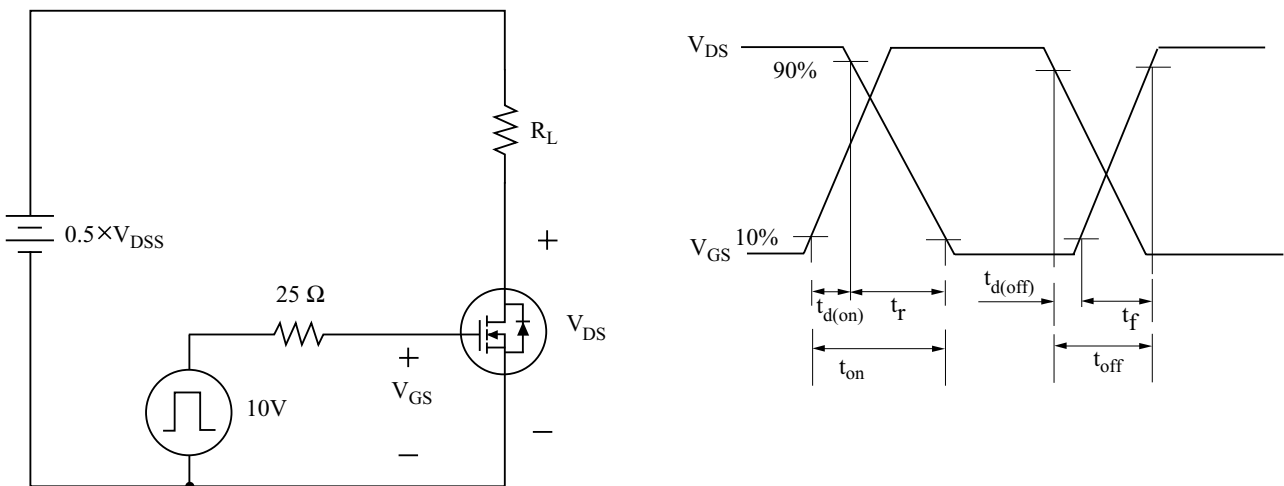 R_L
0.5×V_DSS
25 Ω
+
V_DS
+
V_GS
10V
−
−
V_DS
90%
V_GS
10%
t_d(on)
t_r
t_d(off)
t_f
t_on
t_off